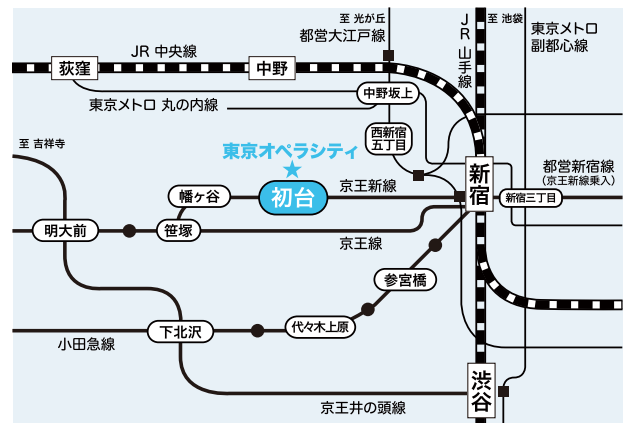 至 光が丘
都営大江戸線
JR 山手線
至 池袋
東京メトロ
副都心線
JR 中央線
荻窪
中野
中野坂上
東京メトロ 丸の内線
西新宿
五丁目
至 吉祥寺
東京オペラシティ
新宿
都営新宿線
(京王新線乗入)
幡ヶ谷
初台
京王新線
新宿三丁目
明大前
笹塚
京王線
参宮橋
小田急線
下北沢
代々木上原
渋谷
京王井の頭線